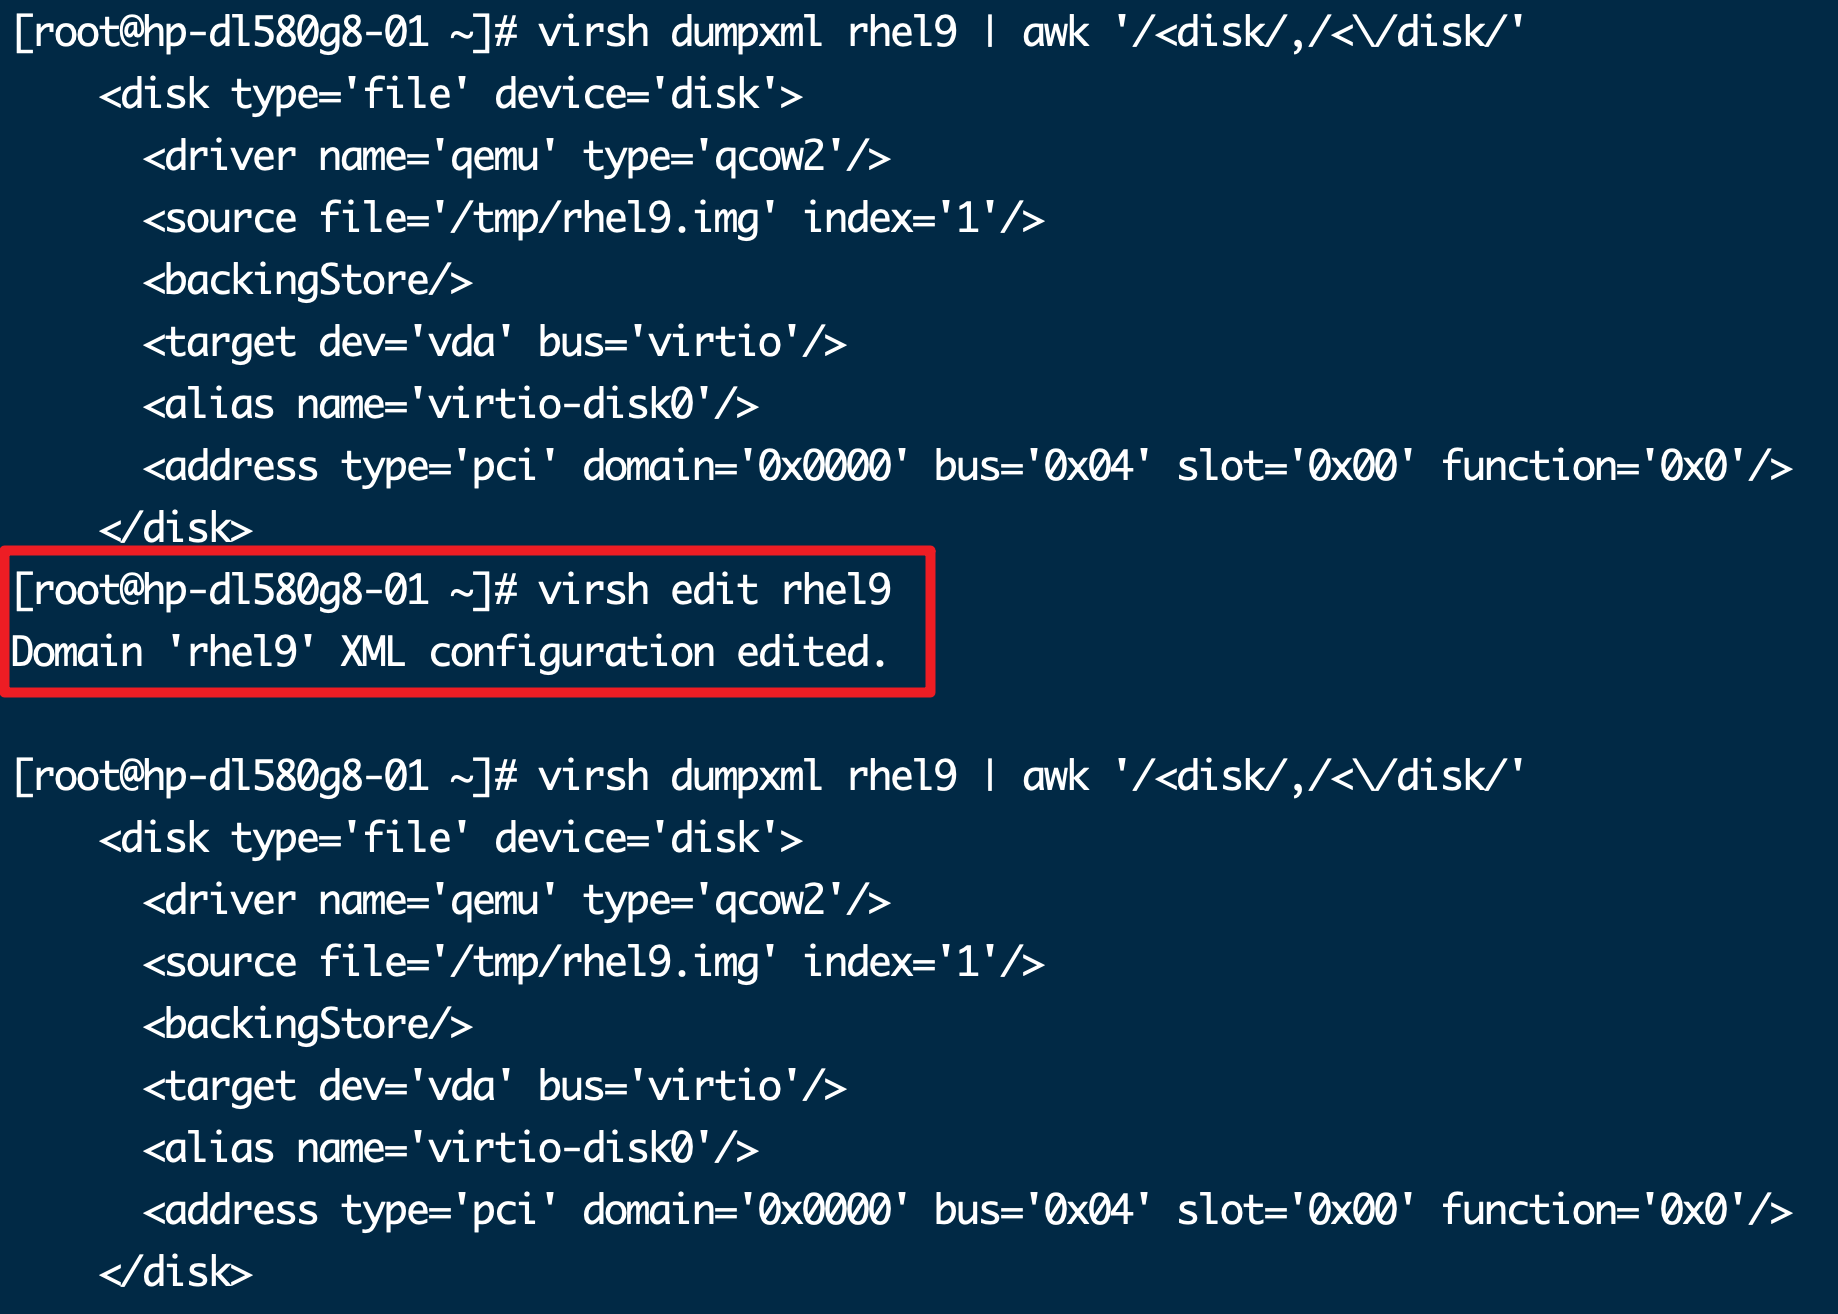 [root@hp-dl580g8-01 ~]# virsh dumpxml rhel9 | awk '/<disk/,/<\/disk/'
    <disk type='file' device='disk'>
      <driver name='qemu' type='qcow2'/>
      <source file='/tmp/rhel9.img' index='1'/>
      <backingStore/>
      <target dev='vda' bus='virtio'/>
      <alias name='virtio-disk0'/>
      <address type='pci' domain='0x0000' bus='0x04' slot='0x00' function='0x0'/>
    </disk>
[root@hp-dl580g8-01 ~]# virsh edit rhel9
Domain 'rhel9' XML configuration edited.

[root@hp-dl580g8-01 ~]# virsh dumpxml rhel9 | awk '/<disk/,/<\/disk/'
    <disk type='file' device='disk'>
      <driver name='qemu' type='qcow2'/>
      <source file='/tmp/rhel9.img' index='1'/>
      <backingStore/>
      <target dev='vda' bus='virtio'/>
      <alias name='virtio-disk0'/>
      <address type='pci' domain='0x0000' bus='0x04' slot='0x00' function='0x0'/>
    </disk>